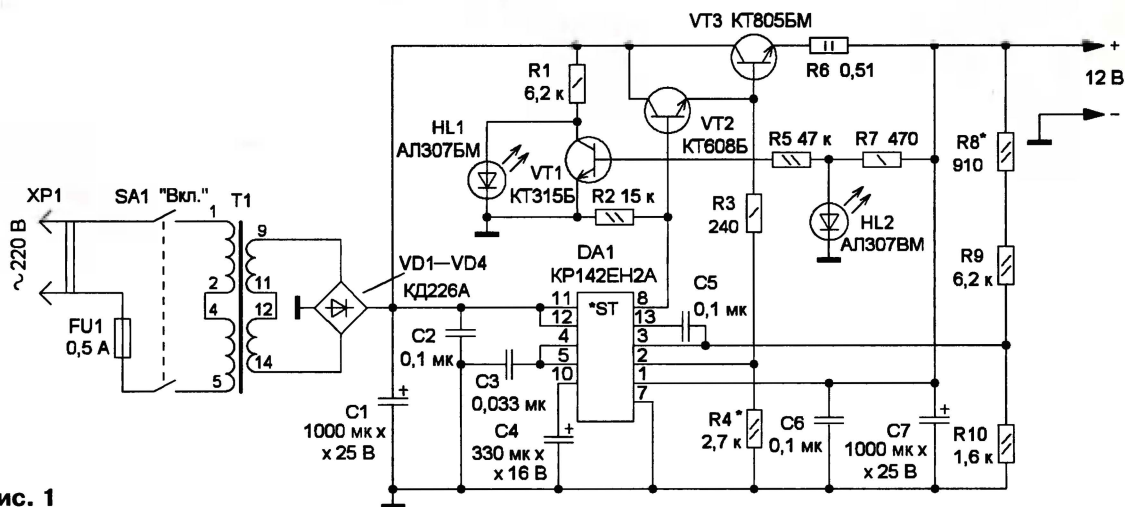 VT3 КТ805БМ
R6 0,51
+
12 В
−
R1
6,2 к
HL1
АЛ307БМ
VT1
КТ315Б
VT2
КТ608Б
R5 47 к
R7 470
R8*
910
R2 15 к
R3
240
HL2
АЛ307ВМ
R9
6,2 к
XP1
SA1 "Вкл."
T1
~220 В
1
2
4
5
9
11
12
14
FU1
0,5 А
VD1—VD4
КД226А
DA1
КР142ЕН2А
*ST
11
12
4
5
10
8
13
3
2
1
7
C5
0,1 мк
C2
0,1 мк
C3
0,033 мк
+
C1
1000 мк х
х 25 В
+
C4
330 мк х
х 16 В
R4*
2,7 к
C6
0,1 мк
+
C7
1000 мк х
х 25 В
R10
1,6 к
ис. 1